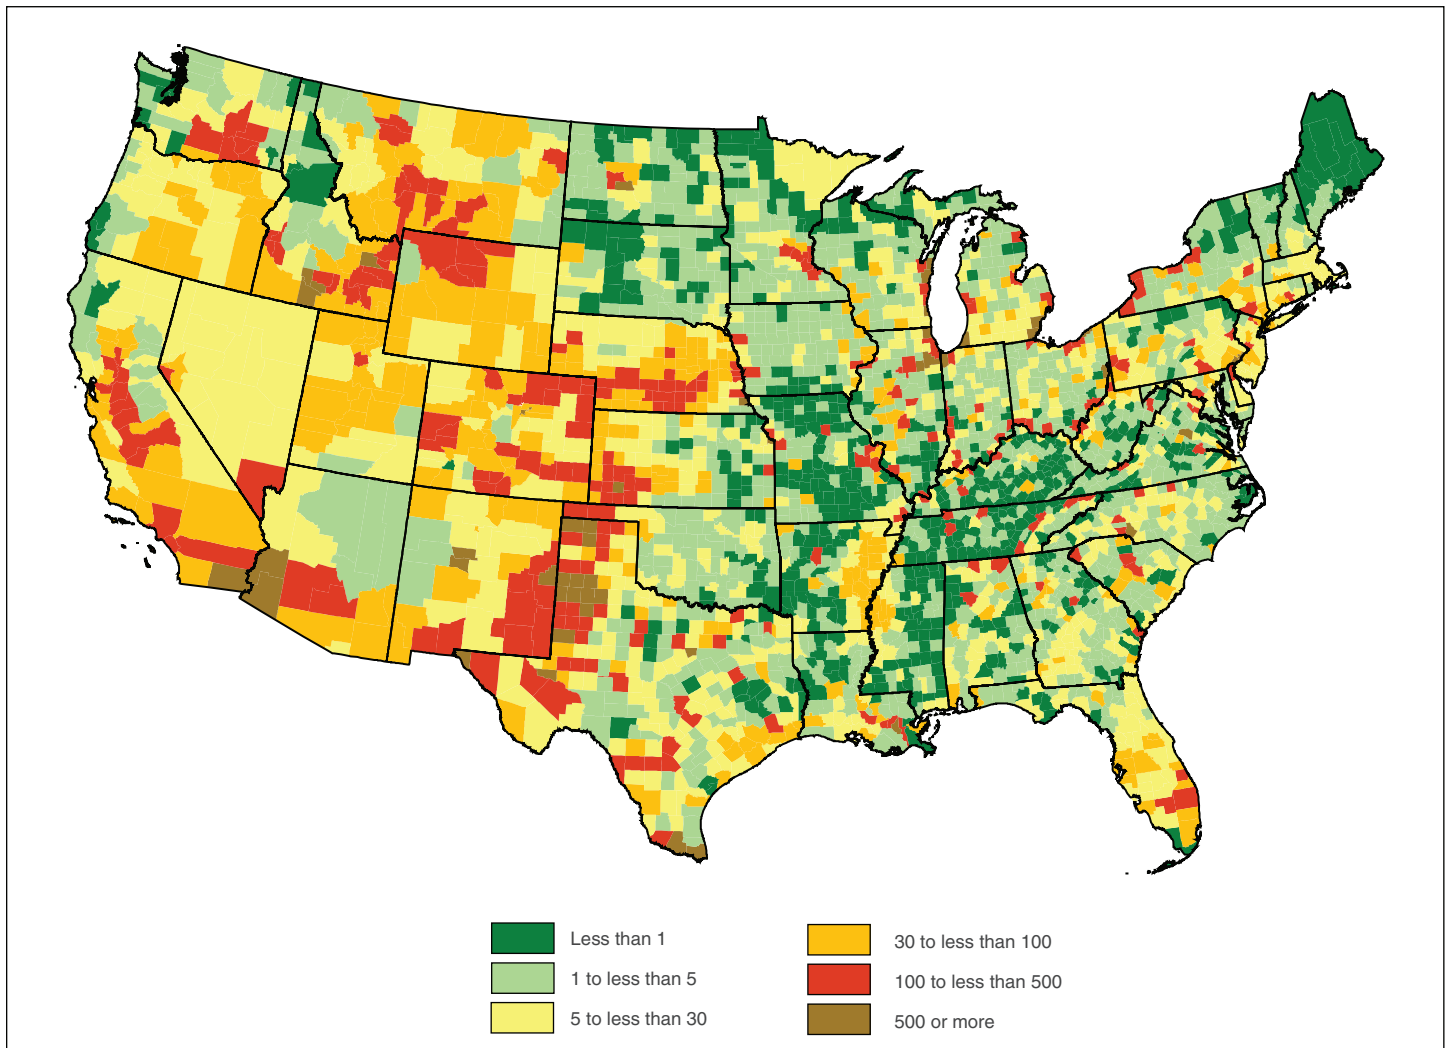 Less than 1
1 to less than 5
5 to less than 30
30 to less than 100
100 to less than 500
500 or more